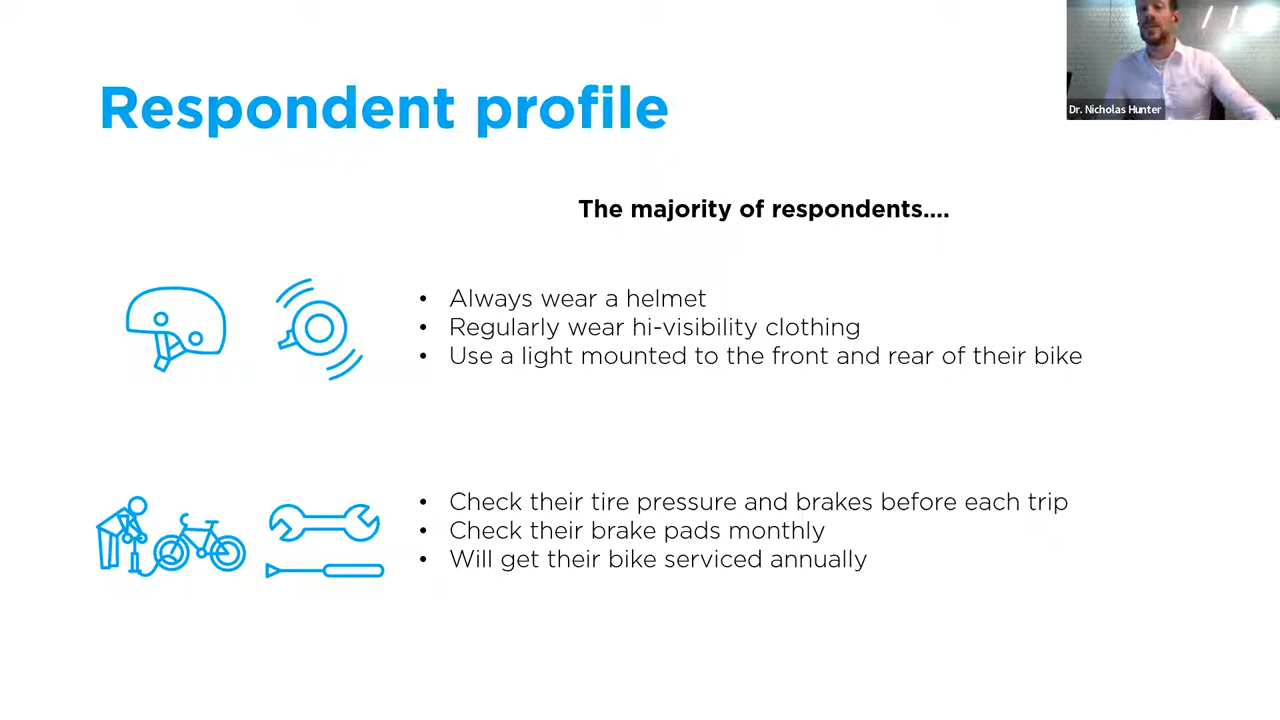 Respondent profile
Dr. Nicholas Hunter
The majority of respondents....
• Always wear a helmet
• Regularly wear hi-visibility clothing
• Use a light mounted to the front and rear of their bike
• Check their tire pressure and brakes before each trip
• Check their brake pads monthly
• Will get their bike serviced annually